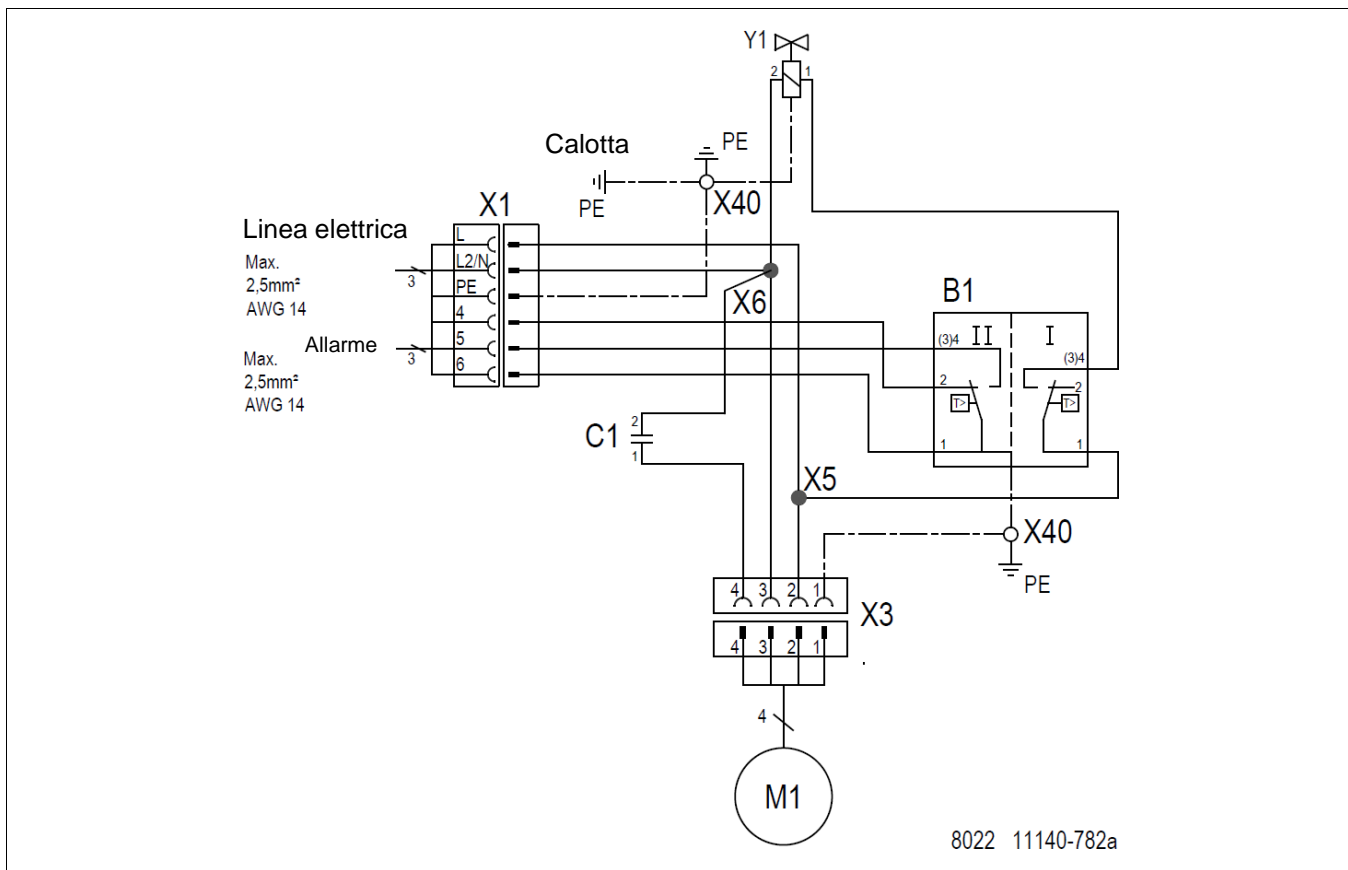 Y1
2 1
Calotta
PE
PE
X40
X1
Linea elettrica
Max.
2,5mm²
AWG 14
3
L
L2/N
PE
4
5
6
Allarme
3
Max.
2,5mm²
AWG 14
X6
B1
(3)4 II I
(3)4
2 2
T> T>
1 1
C1
2
1
X5
X40
PE
4 3 2 1
X3
4 3 2 1
4
M1
8022 11140-782a